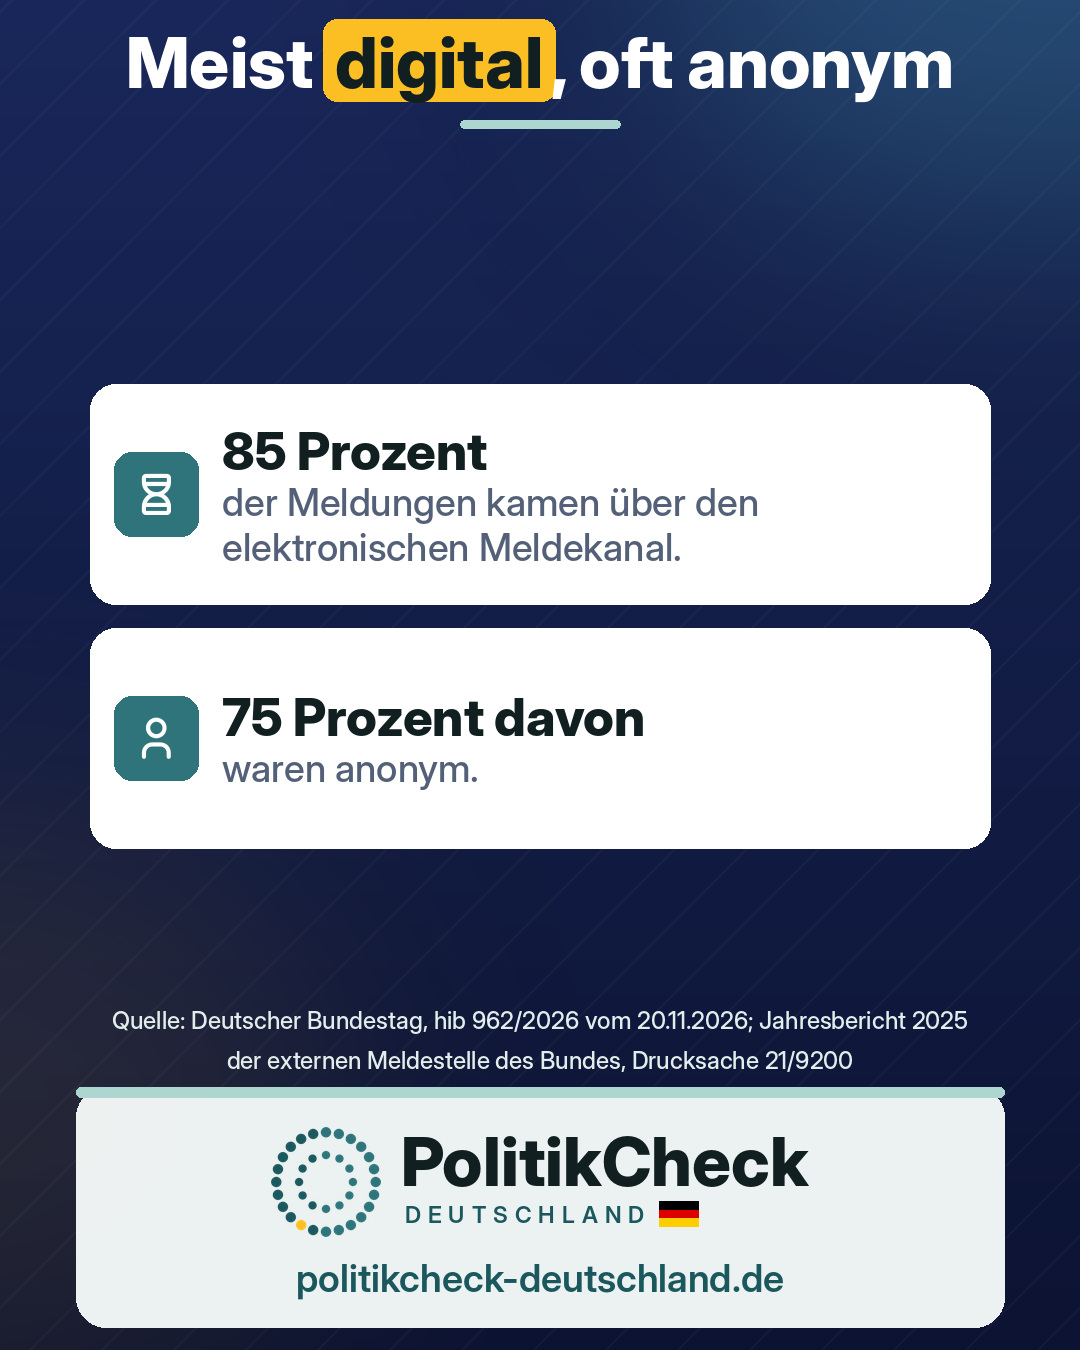 Meist digital, oft anonym
85 Prozent
der Meldungen kamen über den
elektronischen Meldekanal.
75 Prozent davon
waren anonym.
Quelle: Deutscher Bundestag, hib 962/2026 vom 20.11.2026; Jahresbericht 2025
der externen Meldestelle des Bundes, Drucksache 21/9200
PolitikCheck
DEUTSCHLAND
politikcheck-deutschland.de